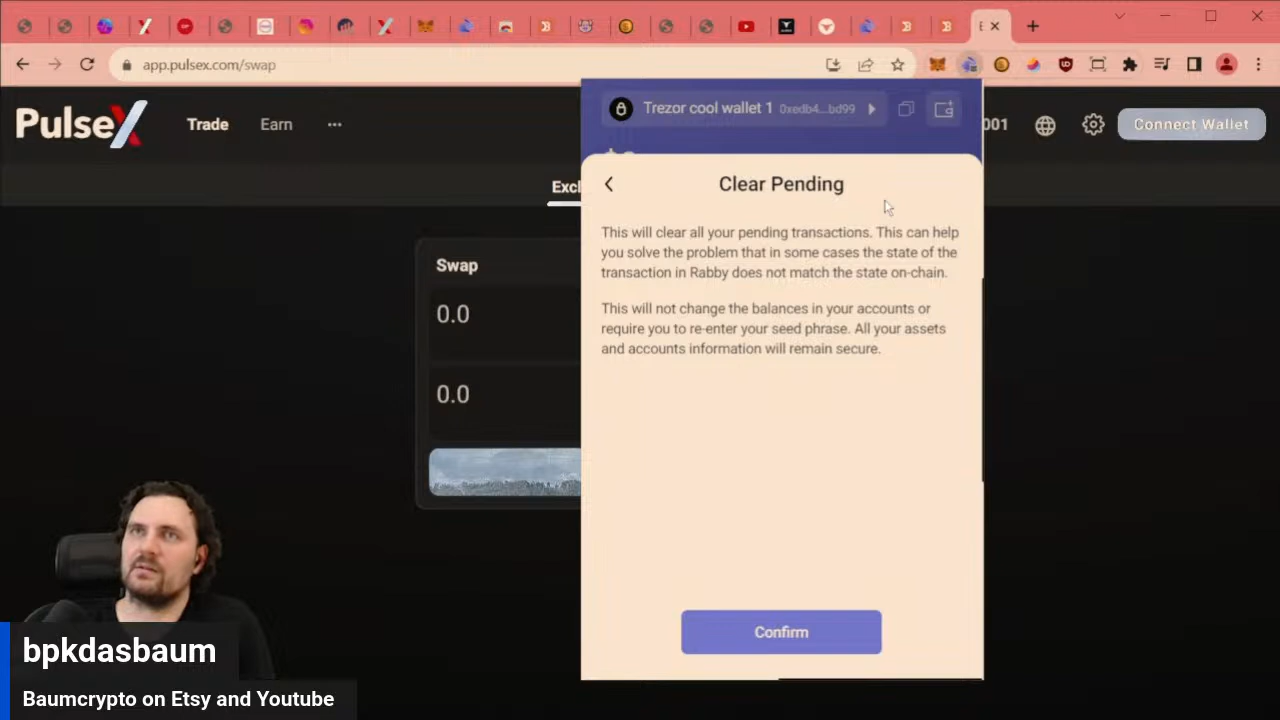 app.pulsex.com/swap
Trezor cool wallet 1 0xedb4...bd99
PulseX
Trade
Earn
001
Connect Wallet
Clear Pending
Swap
This will clear all your pending transactions. This can help
you solve the problem that in some cases the state of the
transaction in Rabby does not match the state on-chain.
0.0
This will not change the balances in your accounts or
require you to re-enter your seed phrase. All your assets
and accounts information will remain secure.
0.0
Confirm
bpkdasbaum
Baumcrypto on Etsy and Youtube